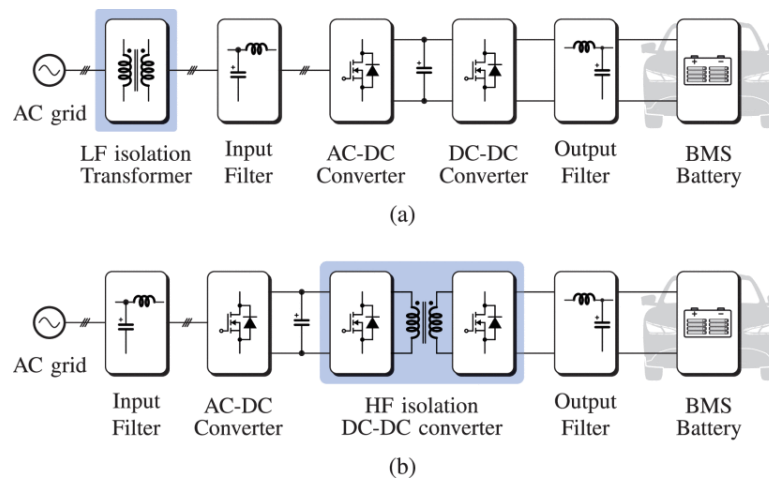 AC grid
LF isolation
Transformer
Input
Filter
AC-DC
Converter
DC-DC
Converter
Output
Filter
BMS
Battery
(a)
AC grid
Input
Filter
AC-DC
Converter
HF isolation
DC-DC converter
Output
Filter
BMS
Battery
(b)